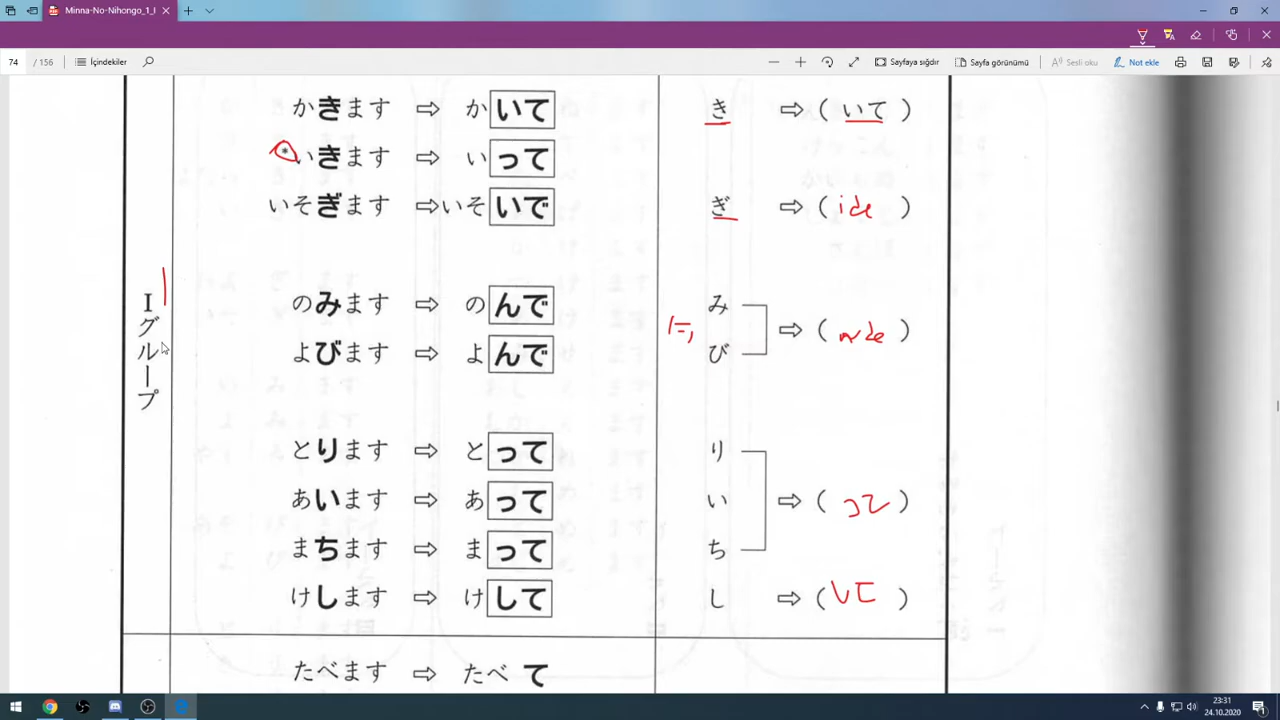 Minna-No-Nihongo_1_I
74 / 156 İçindekiler Sayfaya sığdır Sayfa görünümü Sesli oku Not ekle
かきます ⇨ かいて き ⇨ ( いて )
*いきます ⇨ いって
いそぎます ⇨ いそいで ぎ ⇨ ( ide )
Ⅰグループ
のみます ⇨ のんで み
に, ⇨ ( nde )
よびます ⇨ よんで び
とります ⇨ とって り
あいます ⇨ あって い ⇨ ( って )
まちます ⇨ まって ち
けします ⇨ けして し ⇨ ( して )
たべます ⇨ たべ て
23:31
24.10.2020